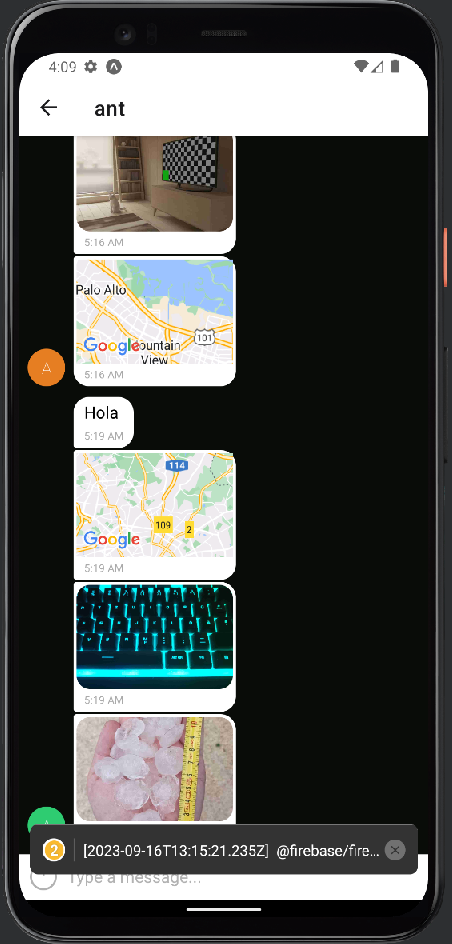 4:09
ant
5:16 AM
Palo Alto
101
Google
ountain
View
5:16 AM
A
Hola
5:19 AM
114
109
2
Google
5:19 AM
5:19 AM
2 [2023-09-16T13:15:21.235Z] @firebase/fire...
Type a message...